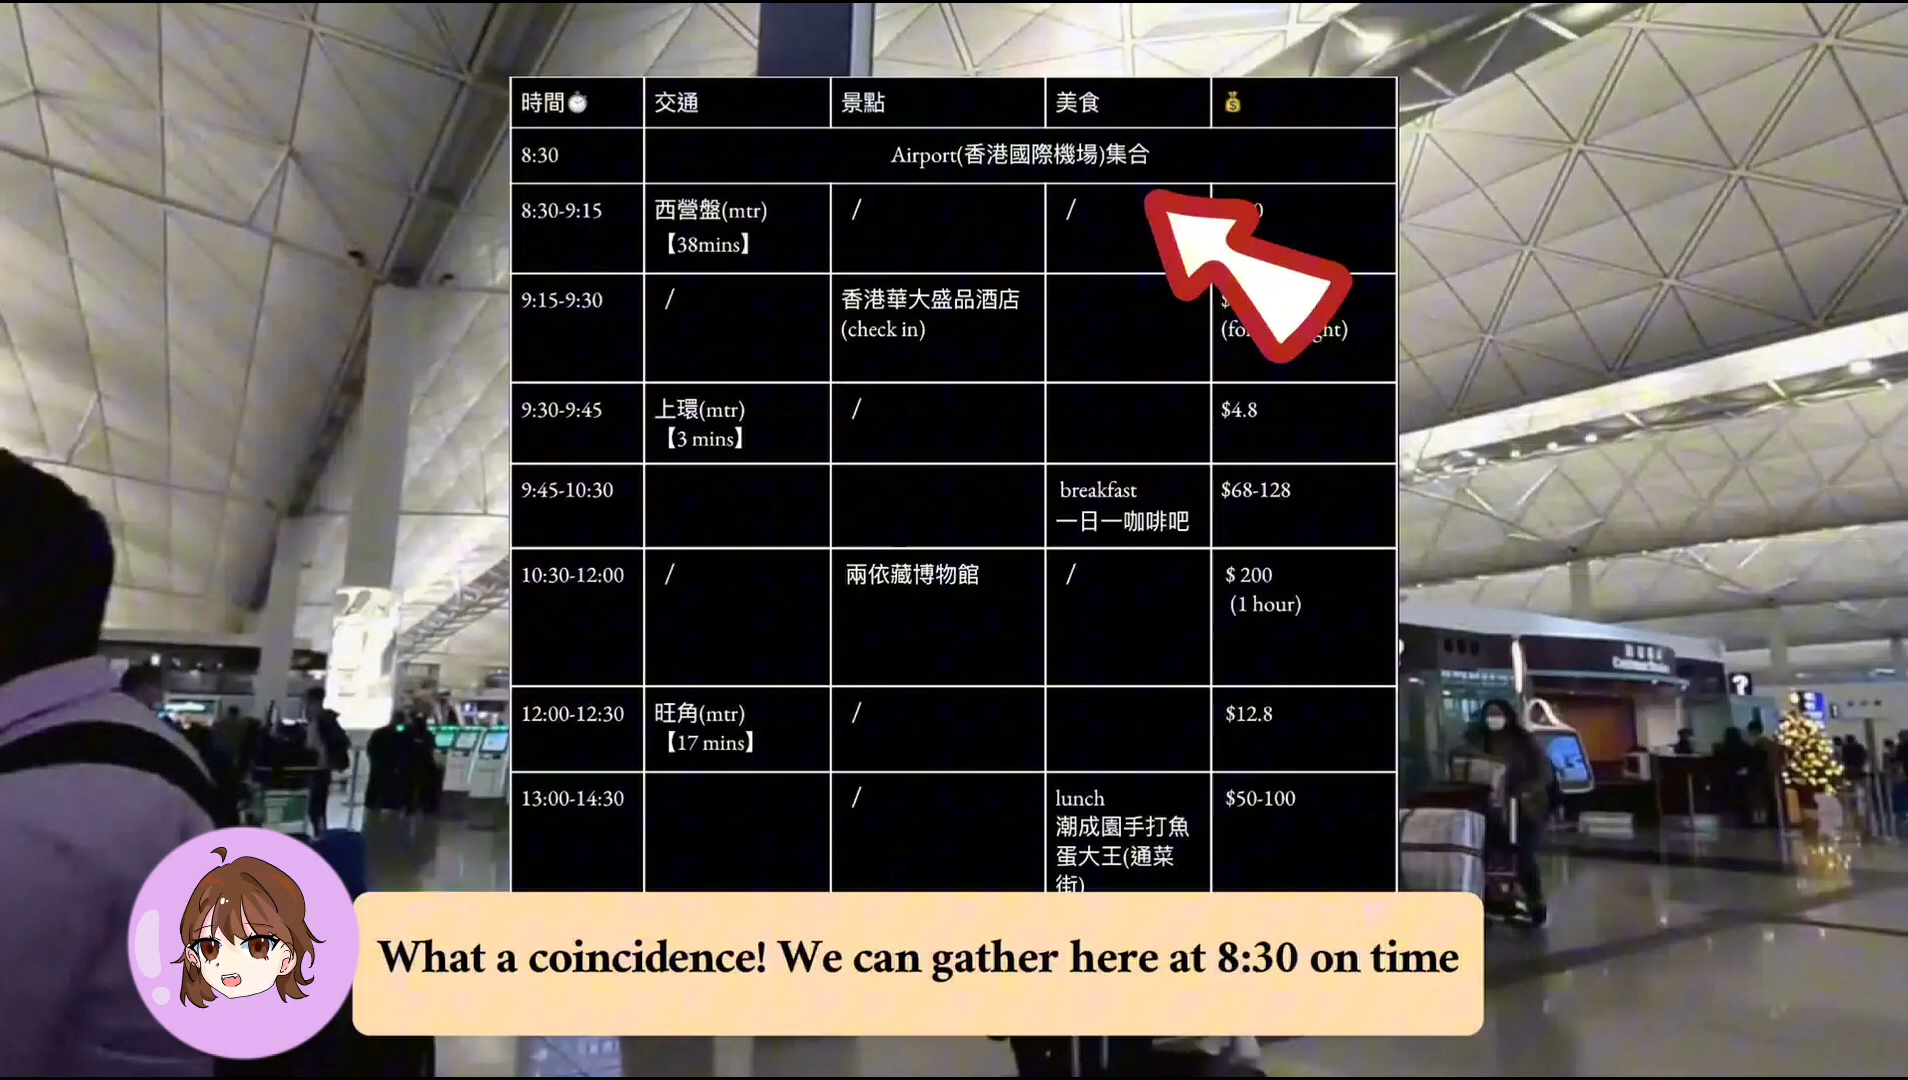 時間 交通 景點 美食
8:30 Airport(香港國際機場)集合
8:30-9:15 西營盤(mtr) / /
【38mins】
9:15-9:30 / 香港華大盛品酒店
(check in)
9:30-9:45 上環(mtr) / $4.8
【3 mins】
9:45-10:30 breakfast $68-128
一日一咖啡吧
10:30-12:00 / 兩依藏博物館 / $ 200
(1 hour)
12:00-12:30 旺角(mtr) / $12.8
【17 mins】
13:00-14:30 / lunch $50-100
潮成園手打魚
蛋大王(通菜
街)
What a coincidence! We can gather here at 8:30 on time